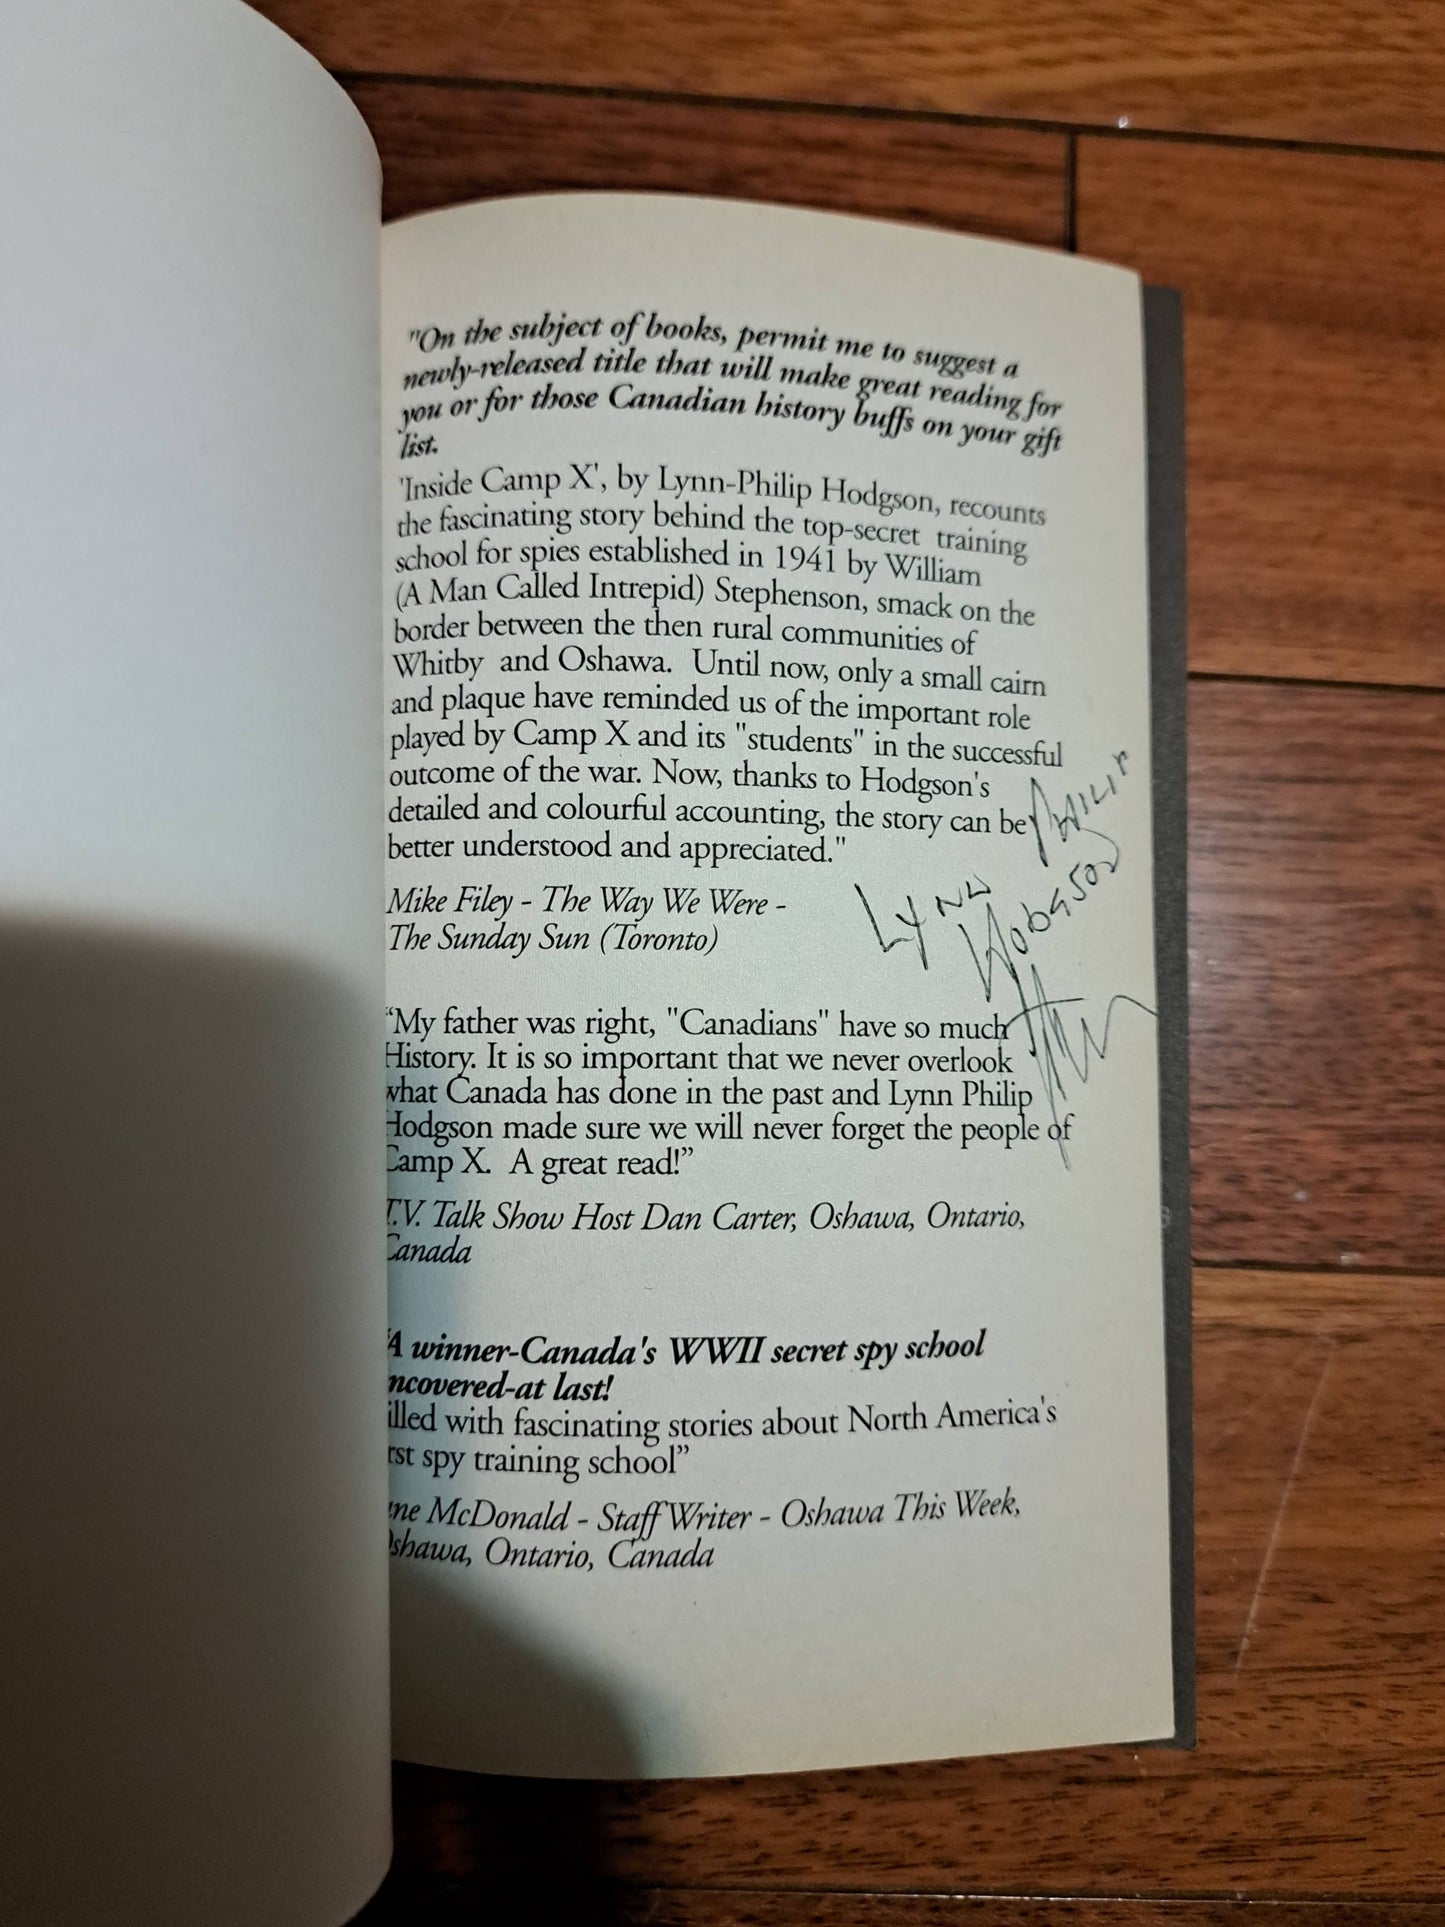 "On the subject of books, permit me to suggest a
newly-released title that will make great reading for
you or for those Canadian history buffs on your gift
list.
'Inside Camp X', by Lynn-Philip Hodgson, recounts
the fascinating story behind the top-secret training
school for spies established in 1941 by William
(A Man Called Intrepid) Stephenson, smack on the
border between the then rural communities of
Whitby and Oshawa. Until now, only a small cairn
and plaque have reminded us of the important role
played by Camp X and its "students" in the successful
outcome of the war. Now, thanks to Hodgson's
detailed and colourful accounting, the story can be
better understood and appreciated."
Mike Filey - The Way We Were -
The Sunday Sun (Toronto)
Lynn Philip
Hodgson
“My father was right, "Canadians" have so much
History. It is so important that we never overlook
what Canada has done in the past and Lynn Philip
Hodgson made sure we will never forget the people of
Camp X. A great read!”
T.V. Talk Show Host Dan Carter, Oshawa, Ontario,
Canada
"A winner-Canada's WWII secret spy school
ncovered-at last!
illed with fascinating stories about North America's
rst spy training school”
ne McDonald - Staff Writer - Oshawa This Week,
Oshawa, Ontario, Canada